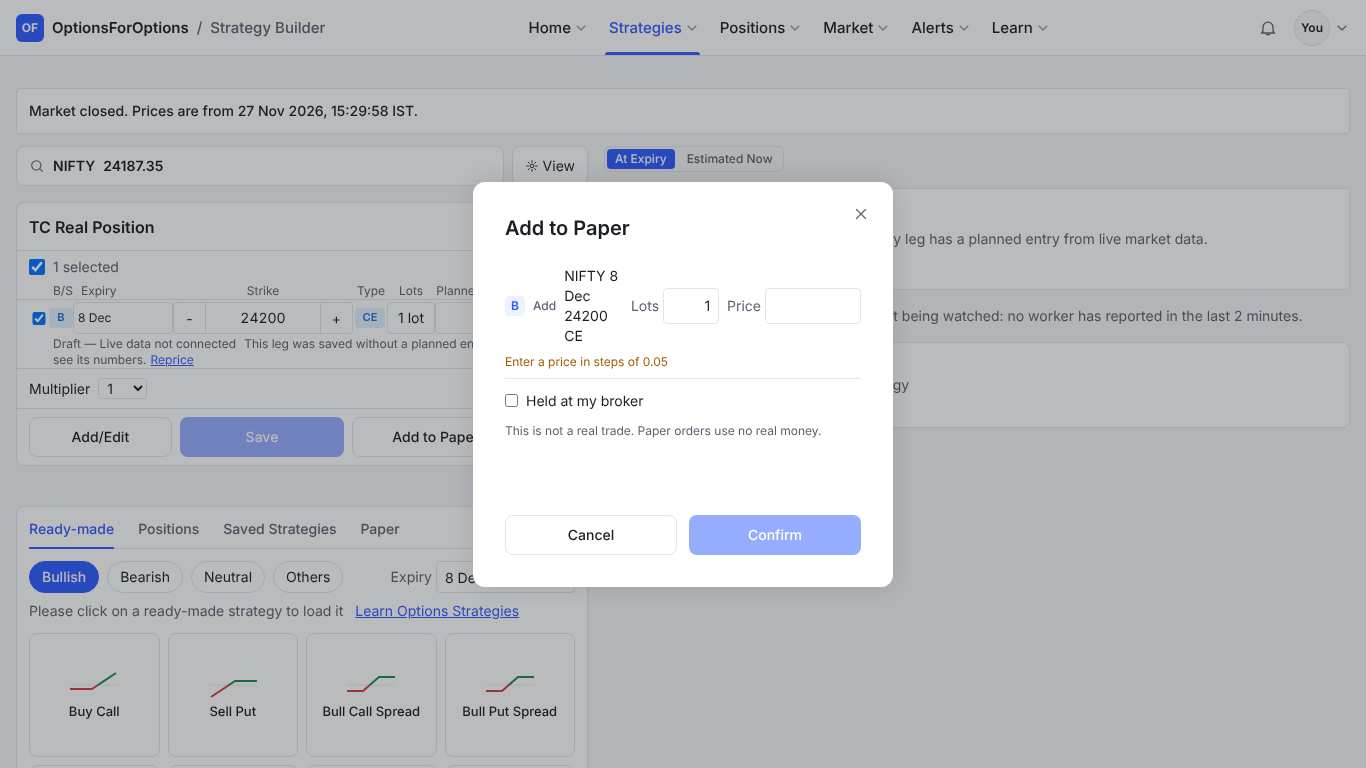 OF OptionsForOptions / Strategy Builder Home Strategies Positions Market Alerts Learn You
Market closed. Prices are from 27 Nov 2026, 15:29:58 IST.
NIFTY 24187.35 View At Expiry Estimated Now
TC Real Position
1 selected
B/S Expiry Strike Type Lots Planne
B 8 Dec - 24200 + CE 1 lot
Draft — Live data not connected This leg was saved without a planned en
see its numbers. Reprice
Multiplier 1
Add/Edit Save Add to Pape
y leg has a planned entry from live market data.
t being watched: no worker has reported in the last 2 minutes.
gy
Add to Paper
B Add NIFTY 8
Dec
24200
CE
Lots 1 Price
Enter a price in steps of 0.05
Held at my broker
This is not a real trade. Paper orders use no real money.
Cancel Confirm
Ready-made Positions Saved Strategies Paper
Bullish Bearish Neutral Others Expiry 8 De
Please click on a ready-made strategy to load it Learn Options Strategies
Buy Call Sell Put Bull Call Spread Bull Put Spread